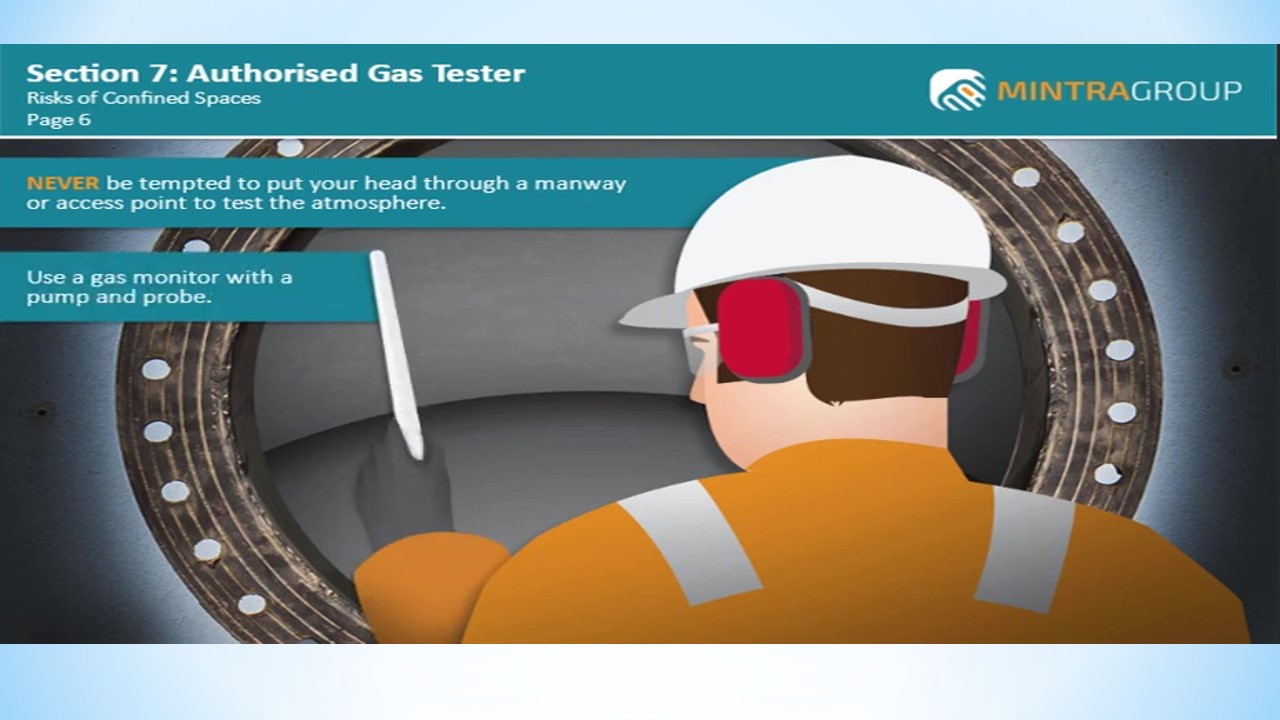 Section 7: Authorised Gas Tester
Risks of Confined Spaces
Page 6
MINTRAGROUP
NEVER be tempted to put your head through a manway
or access point to test the atmosphere.
Use a gas monitor with a
pump and probe.